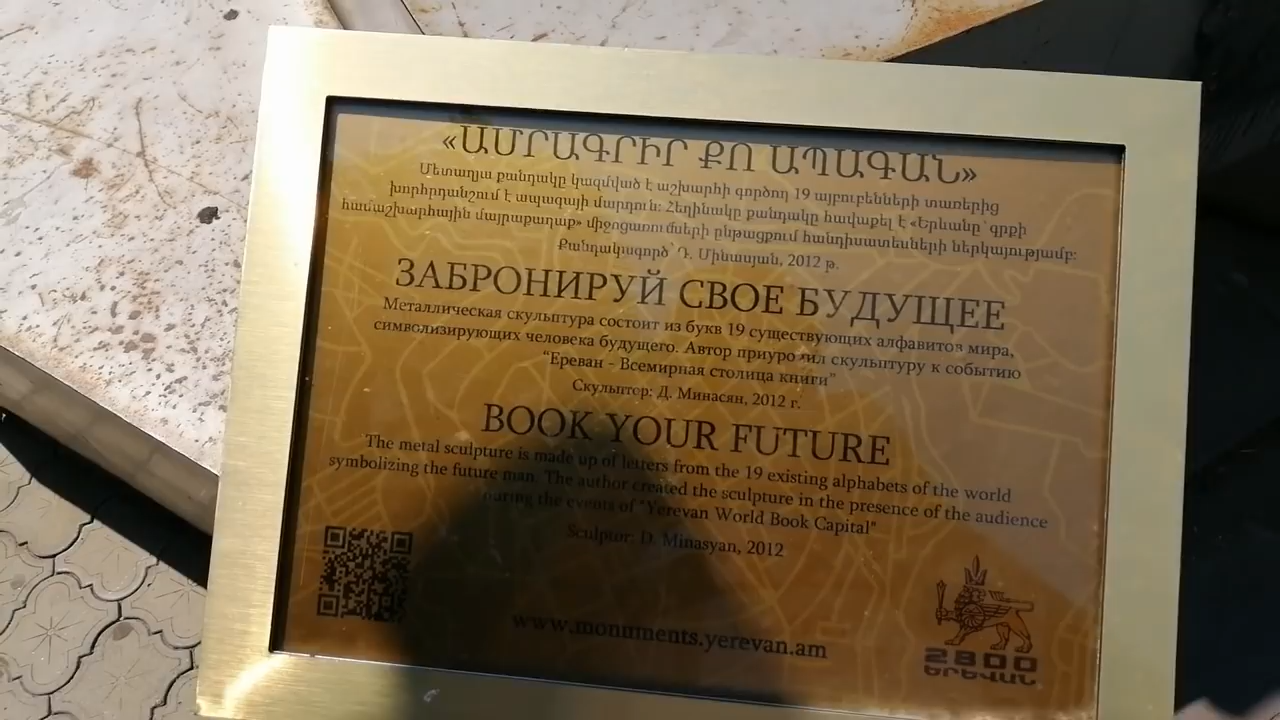 «ԱՄՐԱԳՐԻՐ ՔՈ ԱՊԱԳԱՆ»
Մետաղյա քանդակը կազմված է աշխարհի գործող 19 այբուբենների տառերից
խորհրդանշում է ապագայի մարդուն: Հեղինակը քանդակը հավաքել է «Երևանը՝ գրքի
համաշխարհային մայրաքաղաք» միջոցառումների ընթացքում հանդիսատեսների ներկայությամբ:
Քանդակագործ՝ Դ. Մինասյան, 2012 թ.
ЗАБРОНИРУЙ СВОЕ БУДУЩЕЕ
Металлическая скульптура состоит из букв 19 существующих алфавитов мира,
символизирующих человека будущего. Автор приурочил скульптуру к событию
"Ереван - Всемирная столица книги"
Скульптор: Д. Минасян, 2012 г.
BOOK YOUR FUTURE
The metal sculpture is made up of letters from the 19 existing alphabets of the world
symbolizing the future man. The author created the sculpture in the presence of the audience
during the events of "Yerevan World Book Capital"
Sculptor: D. Minasyan, 2012
www.monuments.yerevan.am
2800
ԵՐԵՎԱՆ